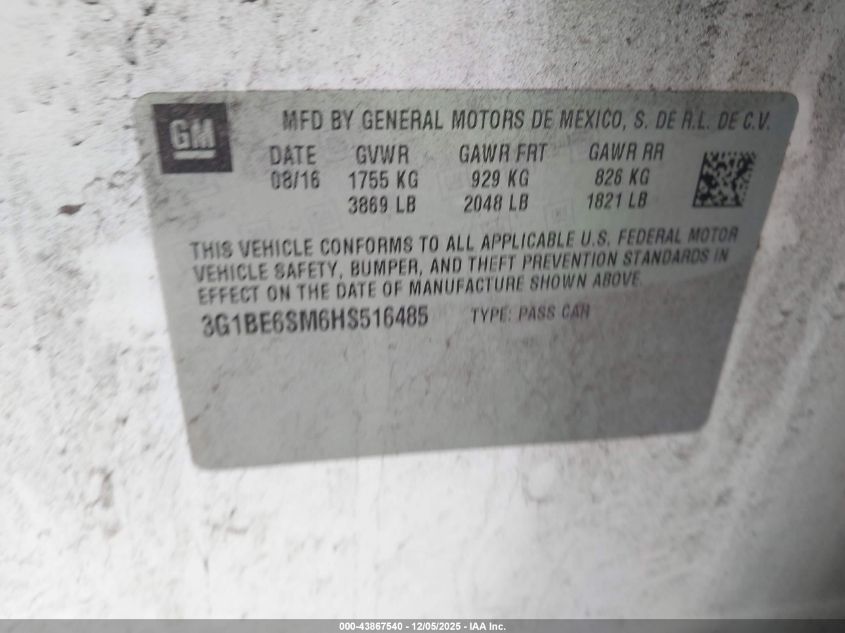 GM
MFD BY GENERAL MOTORS DE MEXICO, S. DE R.L. DE C.V.
DATE GVWR GAWR FRT GAWR RR
08/16 1755 KG 929 KG 826 KG
3869 LB 2048 LB 1821 LB
THIS VEHICLE CONFORMS TO ALL APPLICABLE U.S. FEDERAL MOTOR
VEHICLE SAFETY, BUMPER, AND THEFT PREVENTION STANDARDS IN
EFFECT ON THE DATE OF MANUFACTURE SHOWN ABOVE.
3G1BE6SM6HS516485 TYPE: PASS CAR
000-43867540 - 12/05/2025 - IAA Inc.